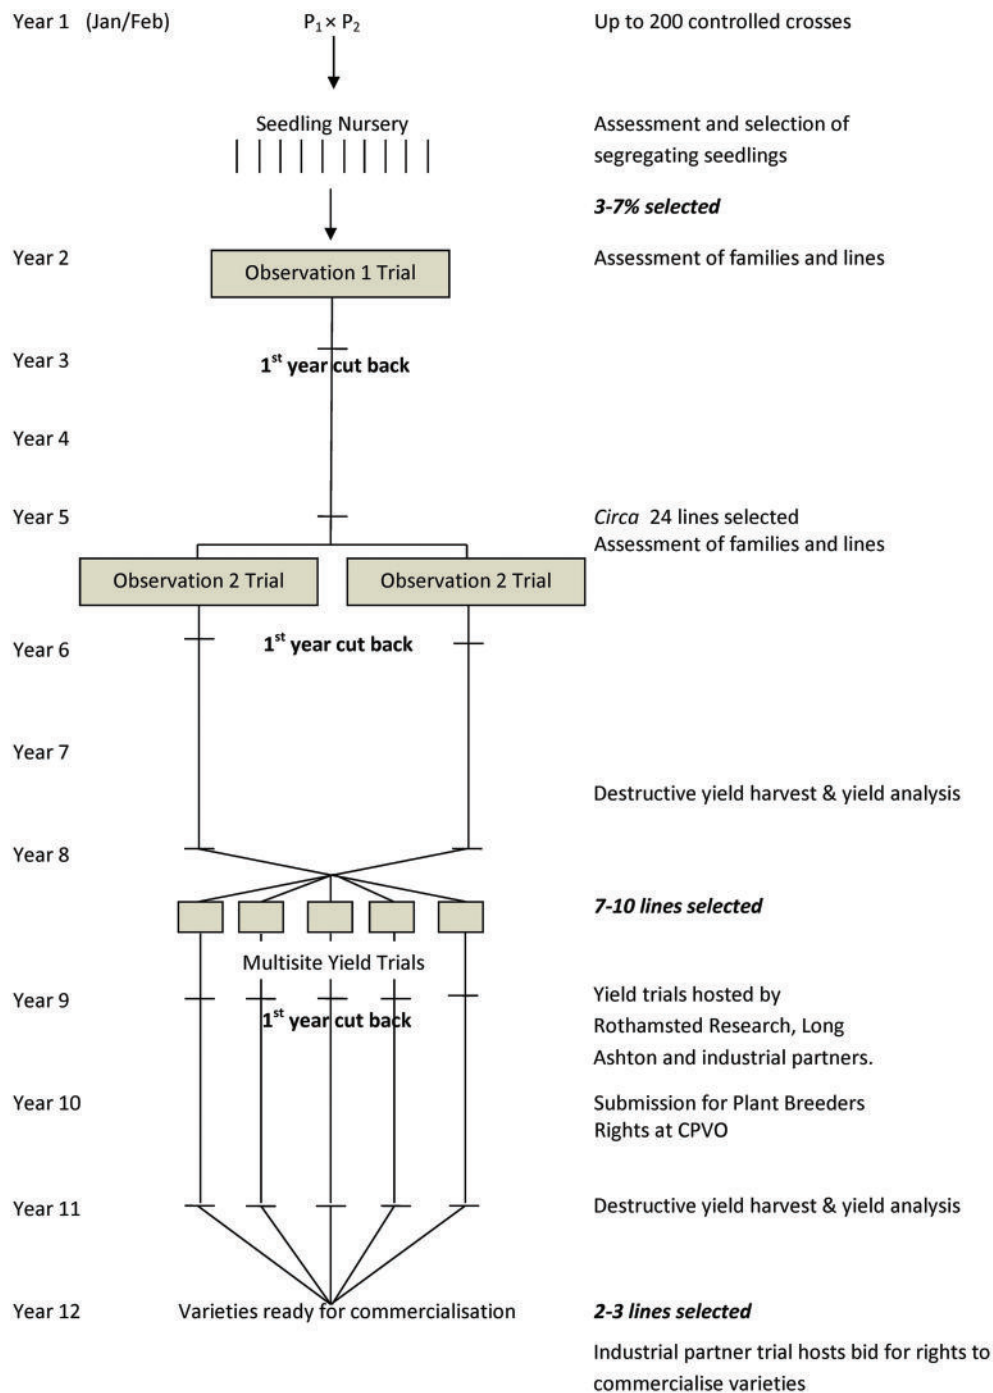 Year 1 (Jan/Feb) P1 × P2 Up to 200 controlled crosses
Seedling Nursery Assessment and selection of
segregating seedlings
3-7% selected
Year 2 Observation 1 Trial Assessment of families and lines
Year 3 1st year cut back
Year 4
Year 5 Circa 24 lines selected
Assessment of families and lines
Observation 2 Trial Observation 2 Trial
Year 6 1st year cut back
Year 7
Destructive yield harvest & yield analysis
Year 8
7-10 lines selected
Multisite Yield Trials
Year 9 Yield trials hosted by
1st year cut back Rothamsted Research, Long
Ashton and industrial partners.
Year 10 Submission for Plant Breeders
Rights at CPVO
Year 11 Destructive yield harvest & yield analysis
Year 12 Varieties ready for commercialisation 2-3 lines selected
Industrial partner trial hosts bid for rights to
commercialise varieties